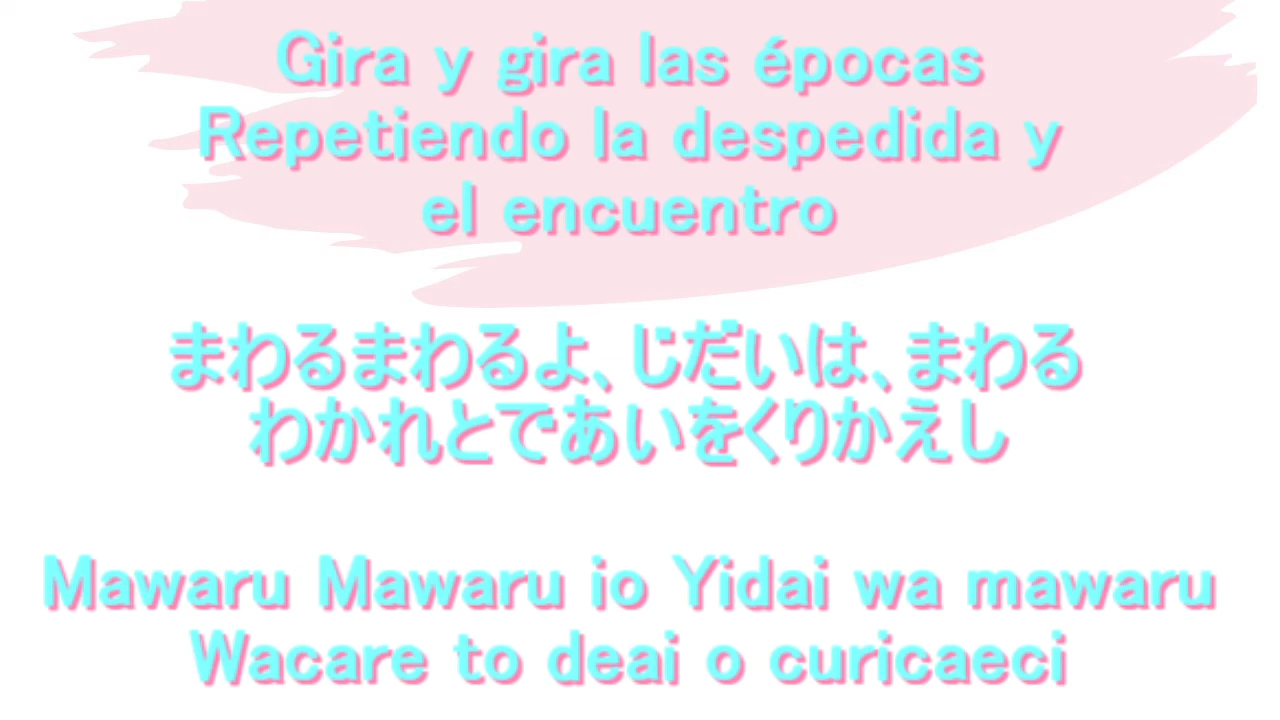 Gira y gira las épocas
Repetiendo la despedida y
el encuentro
まわるまわるよ、じだいは、まわる
わかれとであいをくりかえし
Mawaru Mawaru io Yidai wa mawaru
Wacare to deai o curicaeci